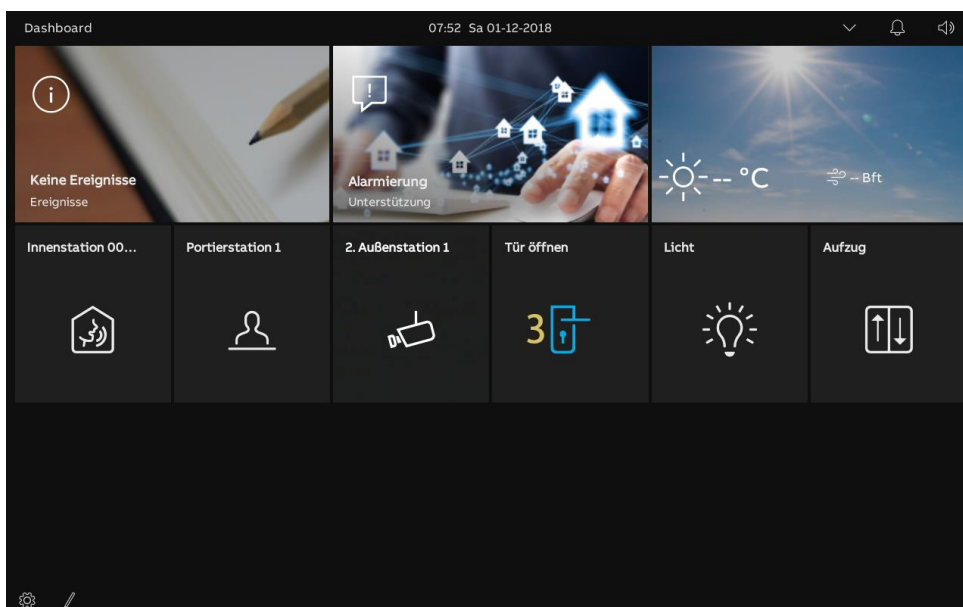 Dashboard
07:52 Sa 01-12-2018
Keine Ereignisse
Ereignisse
Alarmierung
Unterstützung
-- °C
-- Bft
Innenstation 00...
Portierstation 1
2. Außenstation 1
Tür öffnen
Licht
Aufzug
3